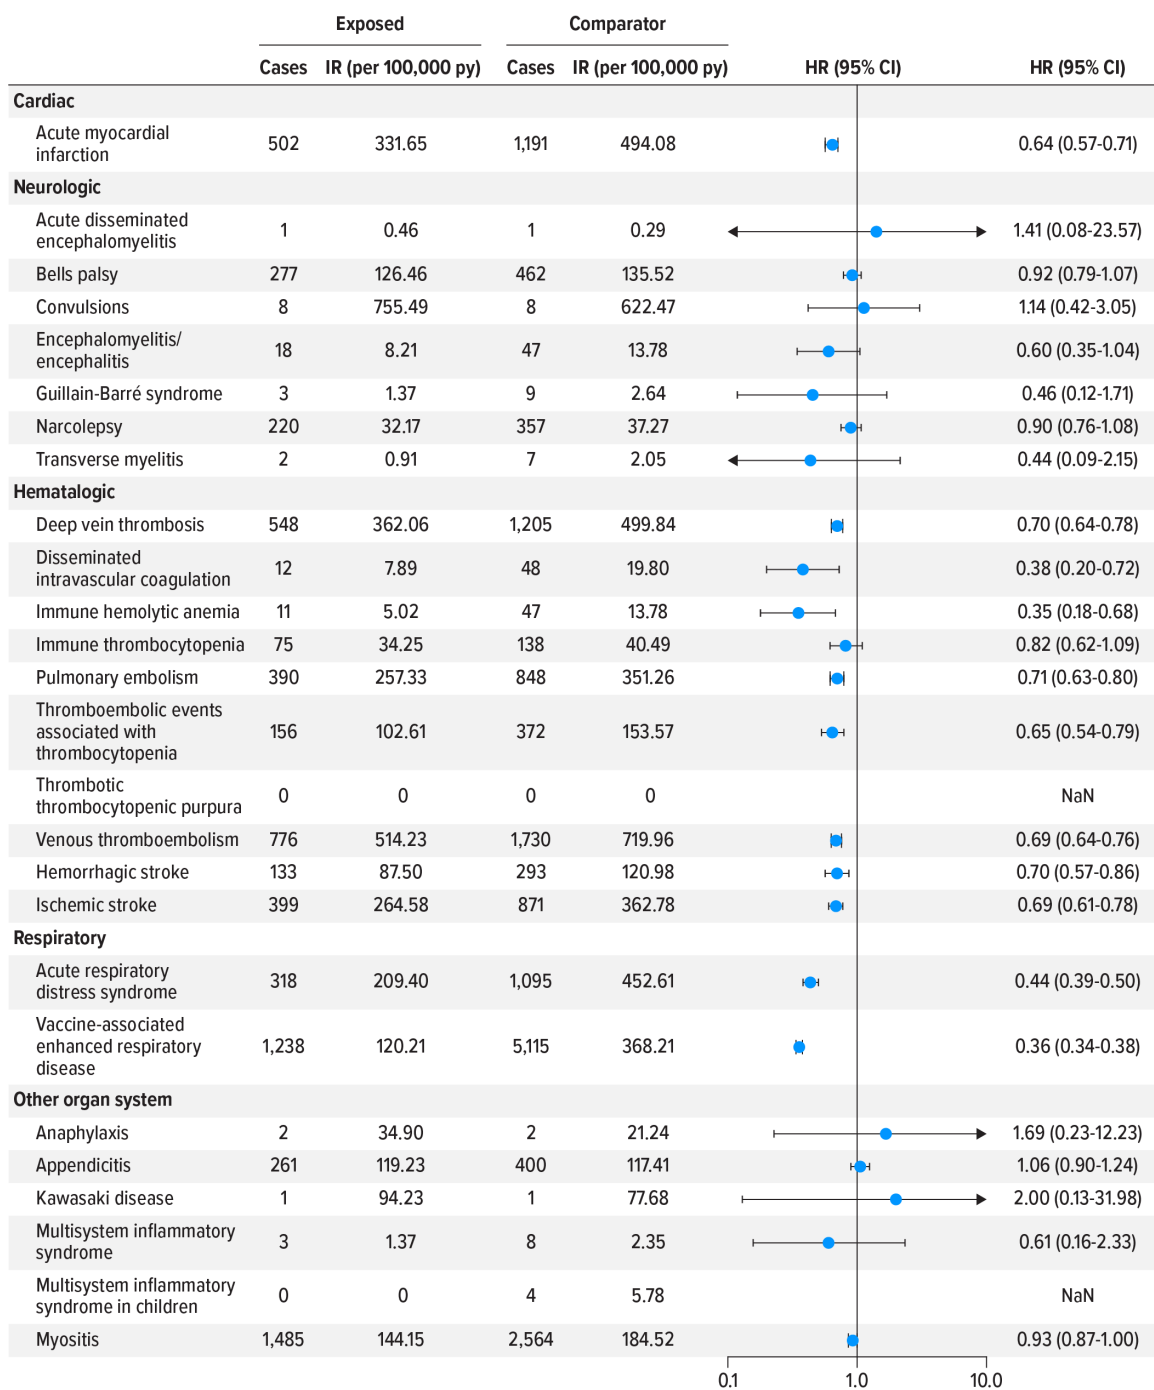 Exposed Comparator
Cases IR (per 100,000 py) Cases IR (per 100,000 py) HR (95% CI) HR (95% CI)
Cardiac
Acute myocardial
infarction 502 331.65 1,191 494.08 0.64 (0.57-0.71)
Neurologic
Acute disseminated
encephalomyelitis 1 0.46 1 0.29 1.41 (0.08-23.57)
Bells palsy 277 126.46 462 135.52 0.92 (0.79-1.07)
Convulsions 8 755.49 8 622.47 1.14 (0.42-3.05)
Encephalomyelitis/
encephalitis 18 8.21 47 13.78 0.60 (0.35-1.04)
Guillain-Barré syndrome 3 1.37 9 2.64 0.46 (0.12-1.71)
Narcolepsy 220 32.17 357 37.27 0.90 (0.76-1.08)
Transverse myelitis 2 0.91 7 2.05 0.44 (0.09-2.15)
Hematalogic
Deep vein thrombosis 548 362.06 1,205 499.84 0.70 (0.64-0.78)
Disseminated
intravascular coagulation 12 7.89 48 19.80 0.38 (0.20-0.72)
Immune hemolytic anemia 11 5.02 47 13.78 0.35 (0.18-0.68)
Immune thrombocytopenia 75 34.25 138 40.49 0.82 (0.62-1.09)
Pulmonary embolism 390 257.33 848 351.26 0.71 (0.63-0.80)
Thromboembolic events
associated with 156 102.61 372 153.57 0.65 (0.54-0.79)
thrombocytopenia
Thrombotic
thrombocytopenic purpura 0 0 0 0 NaN
Venous thromboembolism 776 514.23 1,730 719.96 0.69 (0.64-0.76)
Hemorrhagic stroke 133 87.50 293 120.98 0.70 (0.57-0.86)
Ischemic stroke 399 264.58 871 362.78 0.69 (0.61-0.78)
Respiratory
Acute respiratory
distress syndrome 318 209.40 1,095 452.61 0.44 (0.39-0.50)
Vaccine-associated
enhanced respiratory 1,238 120.21 5,115 368.21 0.36 (0.34-0.38)
disease
Other organ system
Anaphylaxis 2 34.90 2 21.24 1.69 (0.23-12.23)
Appendicitis 261 119.23 400 117.41 1.06 (0.90-1.24)
Kawasaki disease 1 94.23 1 77.68 2.00 (0.13-31.98)
Multisystem inflammatory
syndrome 3 1.37 8 2.35 0.61 (0.16-2.33)
Multisystem inflammatory
syndrome in children 0 0 4 5.78 NaN
Myositis 1,485 144.15 2,564 184.52 0.93 (0.87-1.00)
0.1 1.0 10.0